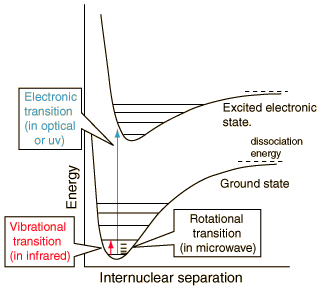 Electronic
transition
(in optical
or uv)
Excited electronic
state.
dissociation
energy
Ground state
Energy
Vibrational
transition
(in infrared)
Rotational
transition
(in microwave)
Internuclear separation